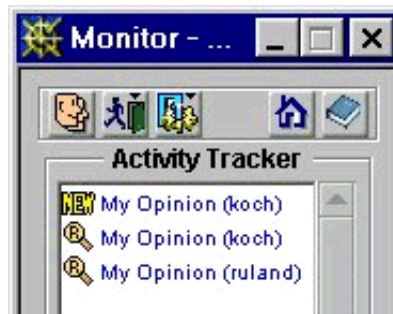 Monitor - ...
Activity Tracker
NEW My Opinion (koch)
R My Opinion (koch)
R My Opinion (ruland)